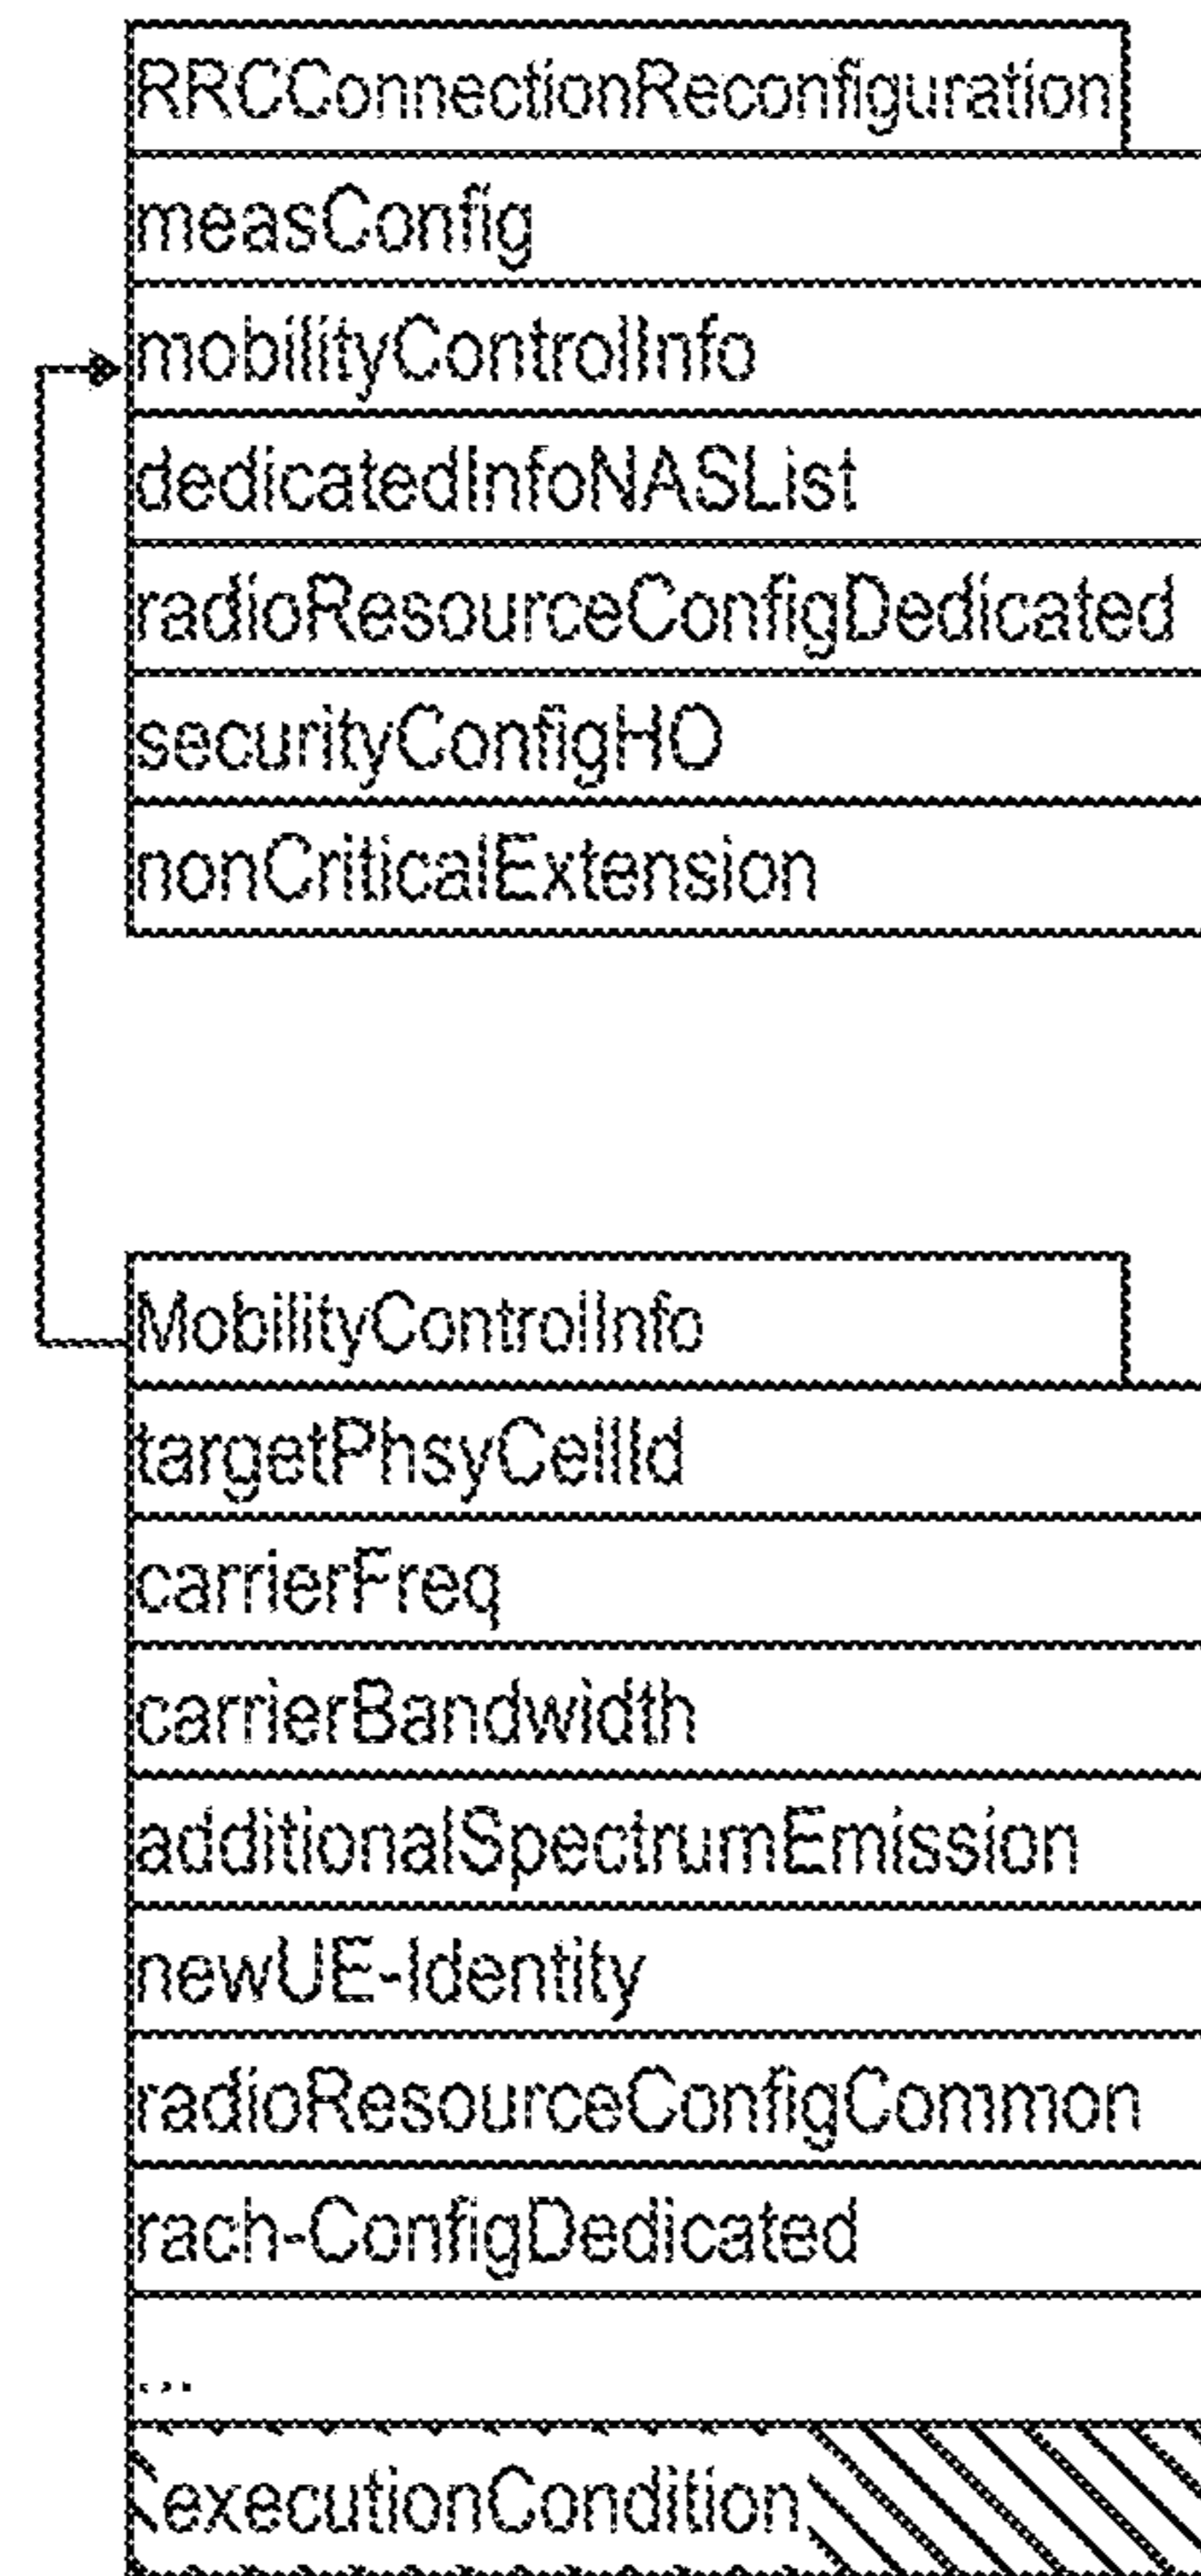 RRCConnectionReconfiguration
measConfig
mobilityControlInfo
dedicatedInfoNASList
radioResourceConfigDedicated
securityConfigHO
nonCriticalExtension
MobilityControlInfo
targetPhsyCellId
carrierFreq
carrierBandwidth
additionalSpectrumEmission
newUE-Identity
radioResourceConfigCommon
rach-ConfigDedicated
...
executionCondition